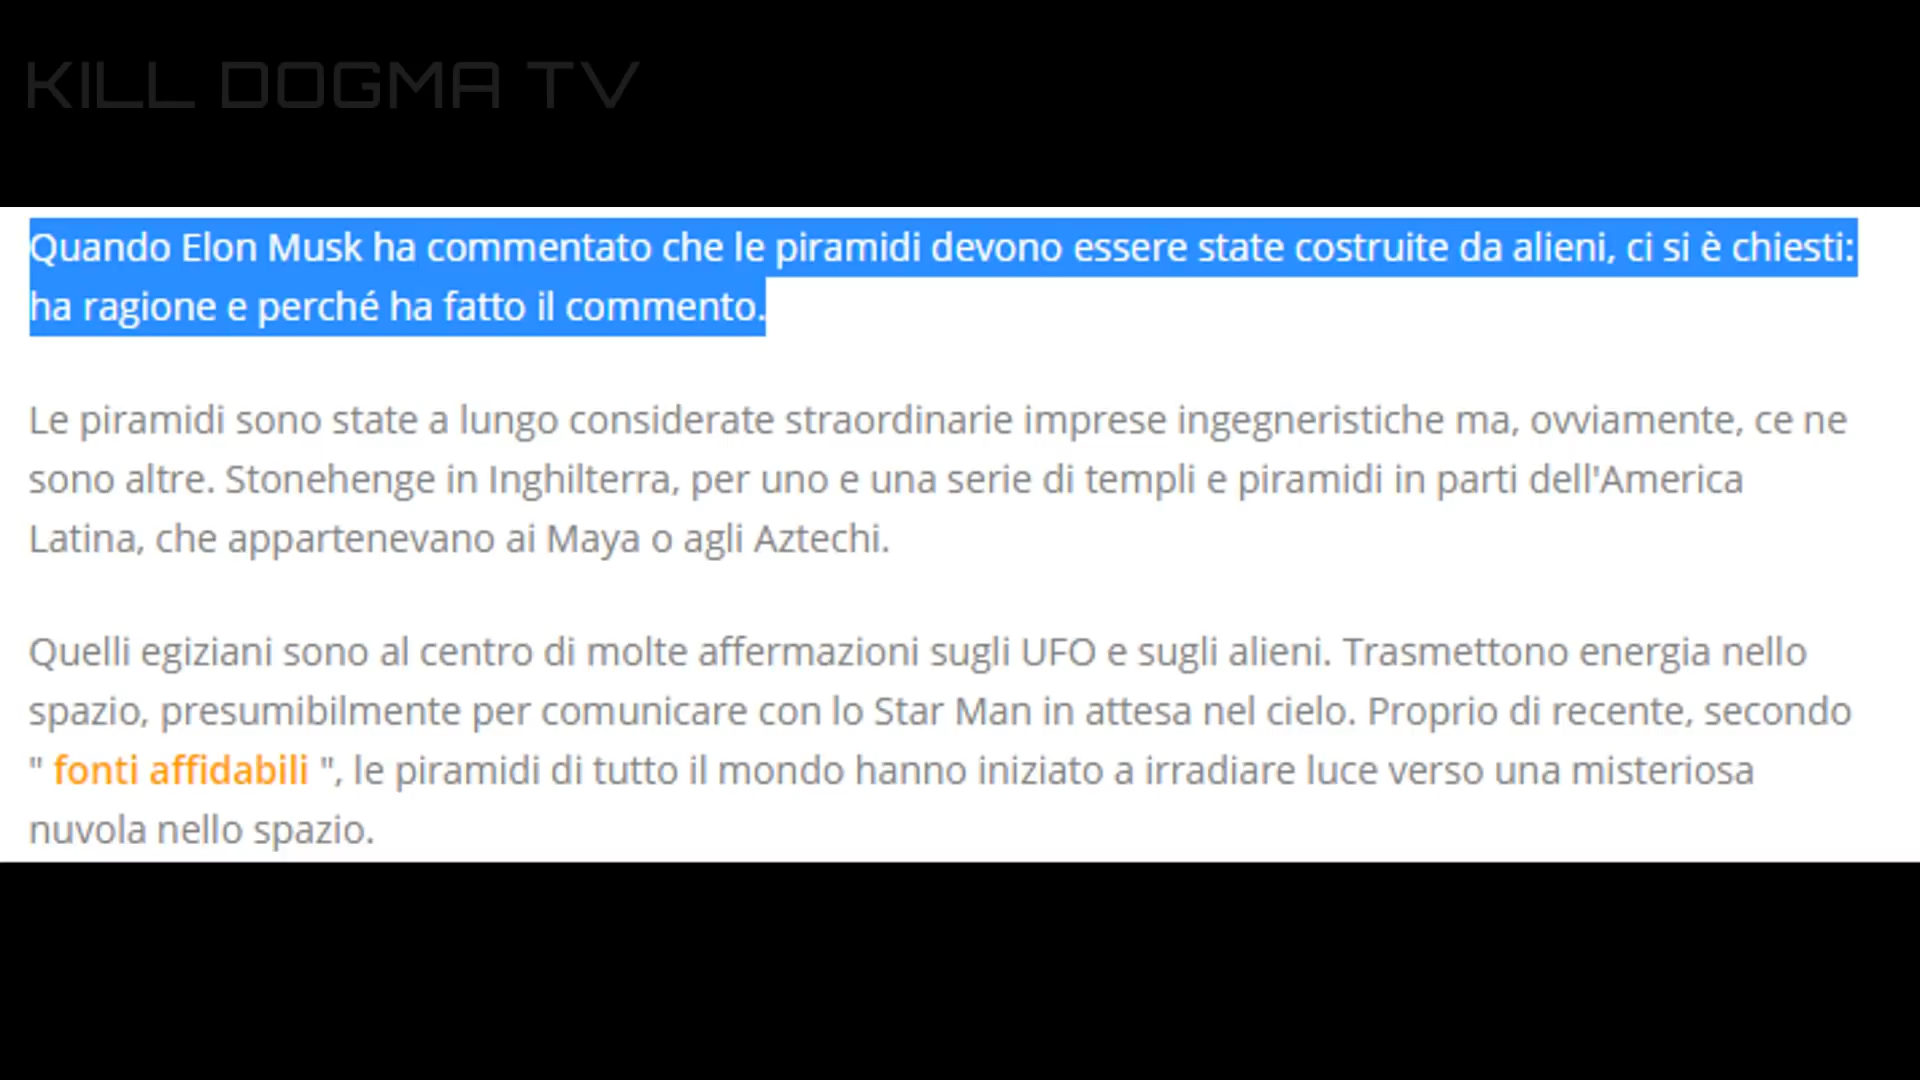 KILL DOGMA TV
Quando Elon Musk ha commentato che le piramidi devono essere state costruite da alieni, ci si è chiesti:
ha ragione e perché ha fatto il commento.
Le piramidi sono state a lungo considerate straordinarie imprese ingegneristiche ma, ovviamente, ce ne
sono altre. Stonehenge in Inghilterra, per uno e una serie di templi e piramidi in parti dell'America
Latina, che appartenevano ai Maya o agli Aztechi.
Quelli egiziani sono al centro di molte affermazioni sugli UFO e sugli alieni. Trasmettono energia nello
spazio, presumibilmente per comunicare con lo Star Man in attesa nel cielo. Proprio di recente, secondo
" fonti affidabili ", le piramidi di tutto il mondo hanno iniziato a irradiare luce verso una misteriosa
nuvola nello spazio.